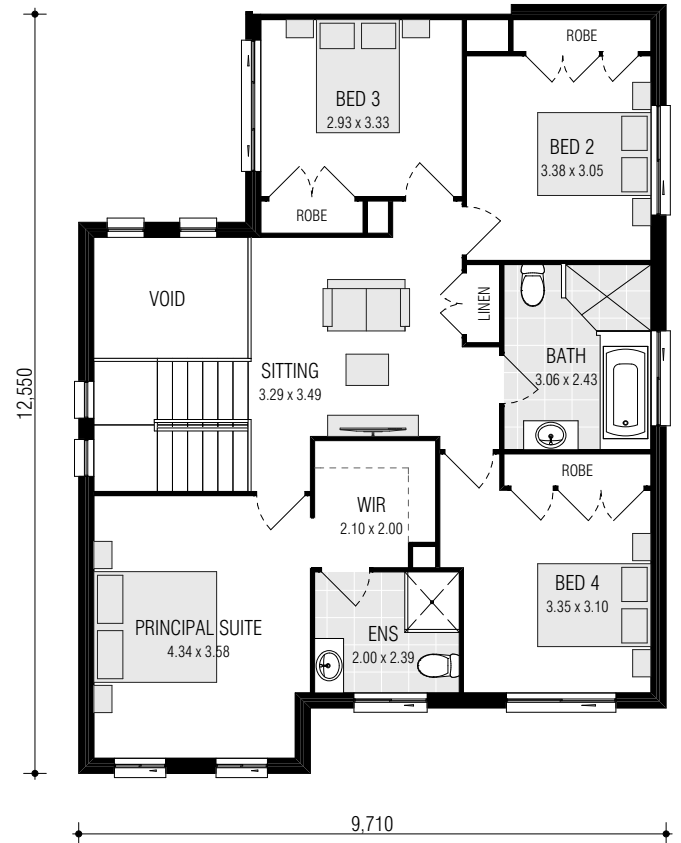 ROBE
BED 3
2.93 x 3.33
BED 2
3.38 x 3.05
ROBE
VOID
LINEN
SITTING
3.29 x 3.49
BATH
3.06 x 2.43
12,550
ROBE
WIR
2.10 x 2.00
BED 4
3.35 x 3.10
PRINCIPAL SUITE
4.34 x 3.58
ENS
2.00 x 2.39
9,710